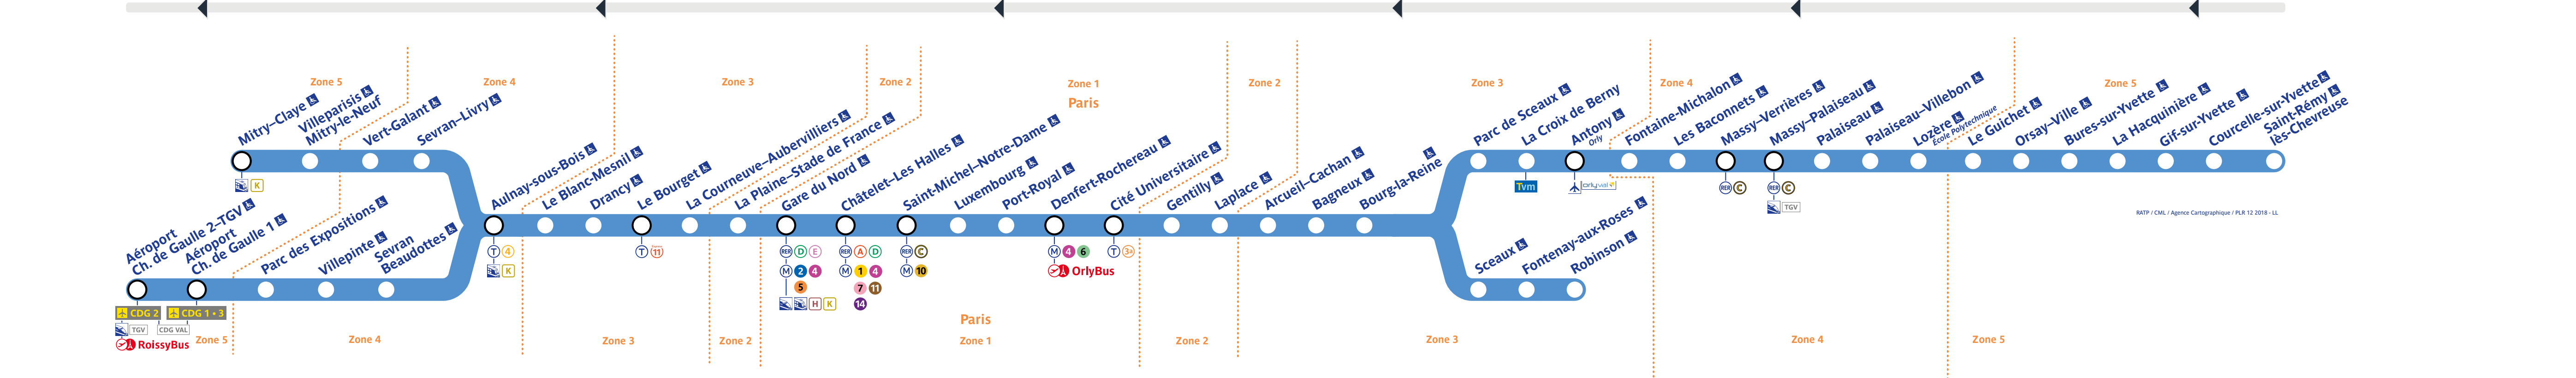 Zone 5
Zone 4
Zone 3
Zone 2
Zone 1
Paris
Zone 2
Zone 3
Zone 4
Zone 5
Mitry–Claye
Villeparisis
Mitry-le-Neuf
Vert-Galant
Sevran–Livry
K
Aéroport
Ch. de Gaulle 2–TGV
Aéroport
Ch. de Gaulle 1
Parc des Expositions
Villepinte
Sevran
Beaudottes
CDG 2
CDG 1 • 3
TGV
CDG VAL
RoissyBus
Aulnay-sous-Bois
T 4
K
Le Blanc-Mesnil
Drancy
Le Bourget
T 11
La Courneuve–Aubervilliers
La Plaine–Stade de France
Gare du Nord
RER D E
M 2 4
5
H K
Châtelet–Les Halles
RER A D
M 1 4
7 11
14
Saint-Michel–Notre-Dame
RER C
M 10
Luxembourg
Port-Royal
Denfert-Rochereau
M 4 6
OrlyBus
Cité Universitaire
T 3a
Gentilly
Laplace
Arcueil–Cachan
Bagneux
Bourg-la-Reine
Parc de Sceaux
La Croix de Berny
Tvm
Antony
Orly
orlyval
Fontaine-Michalon
Les Baconnets
Massy–Verrières
RER C
Massy–Palaiseau
RER C
TGV
Palaiseau
Palaiseau–Villebon
Lozère
École Polytechnique
Le Guichet
Orsay–Ville
Bures-sur-Yvette
La Hacquinière
Gif-sur-Yvette
Courcelle-sur-Yvette
Saint-Rémy
lès-Chevreuse
Sceaux
Fontenay-aux-Roses
Robinson
RATP / CML / Agence Cartographique / PLR 12 2018 - LL
Zone 5
Zone 4
Zone 3
Zone 2
Paris
Zone 1
Zone 2
Zone 3
Zone 4
Zone 5